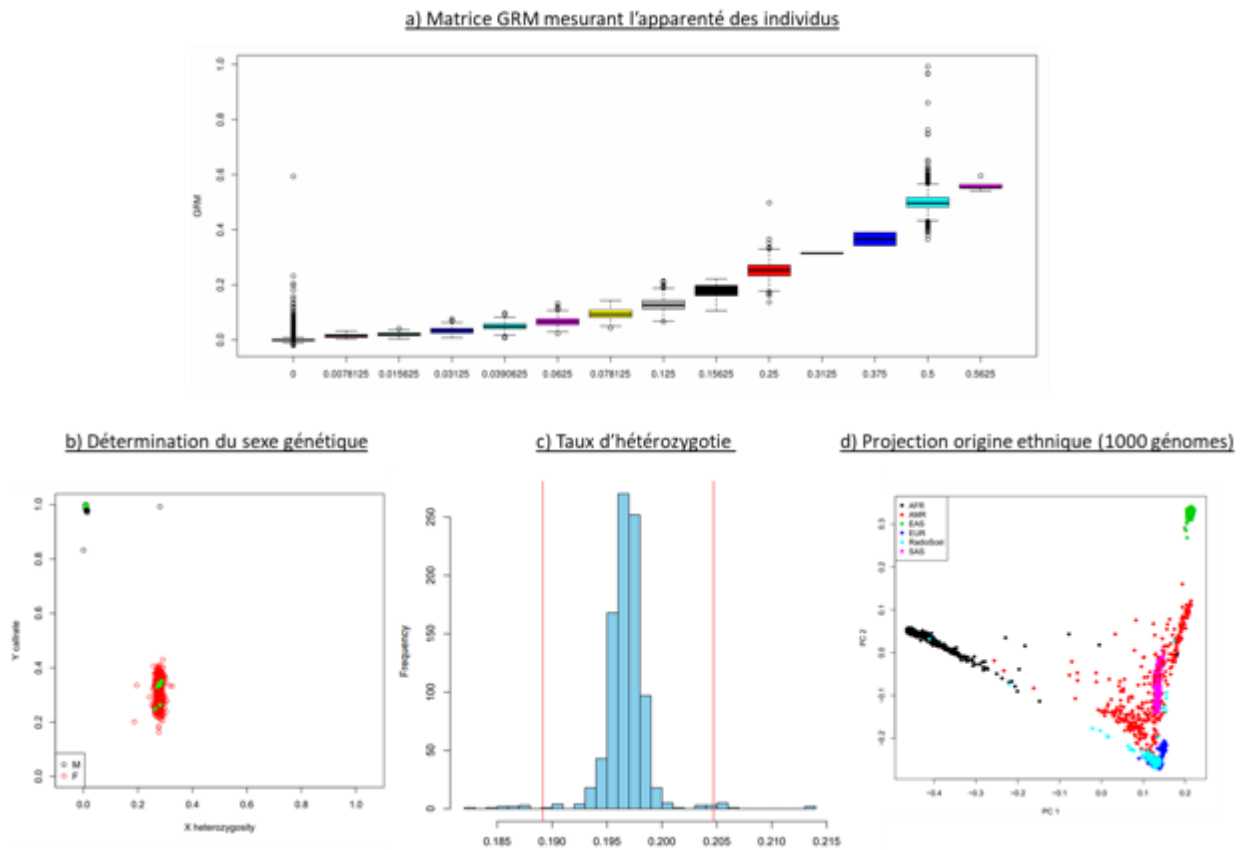 a) Matrice GRM mesurant l'apparenté des individus
GRM
1.0
0.8
0.6
0.4
0.2
0.0
0 0.0078125 0.015625 0.03125 0.0390625 0.0625 0.078125 0.125 0.15625 0.25 0.3125 0.375 0.5 0.5625
b) Détermination du sexe génétique
Y callrate
1.0
0.8
0.6
0.4
0.2
0.0
M
F
0.0 0.2 0.4 0.6 0.8 1.0
X heterozygosity
c) Taux d'hétérozygotie
Frequency
250
200
150
100
50
0
0.185 0.190 0.195 0.200 0.205 0.210 0.215
d) Projection origine ethnique (1000 génomes)
AFR
AMR
EAS
EUR
RadioScal
SAS
PC 2
0.3
0.1
0.0
-0.1
-0.2
-0.4 -0.3 -0.2 -0.1 0.0 0.1 0.2
PC 1